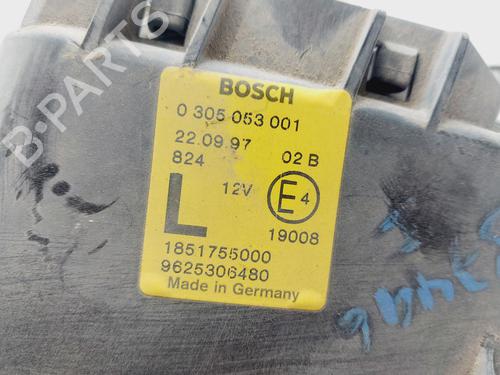 BOSCH
0 305 053 001
22.09.97 02 B
824 12V E4
L 19008
1851755000
9625306480
Made in Germany
B-PARTS